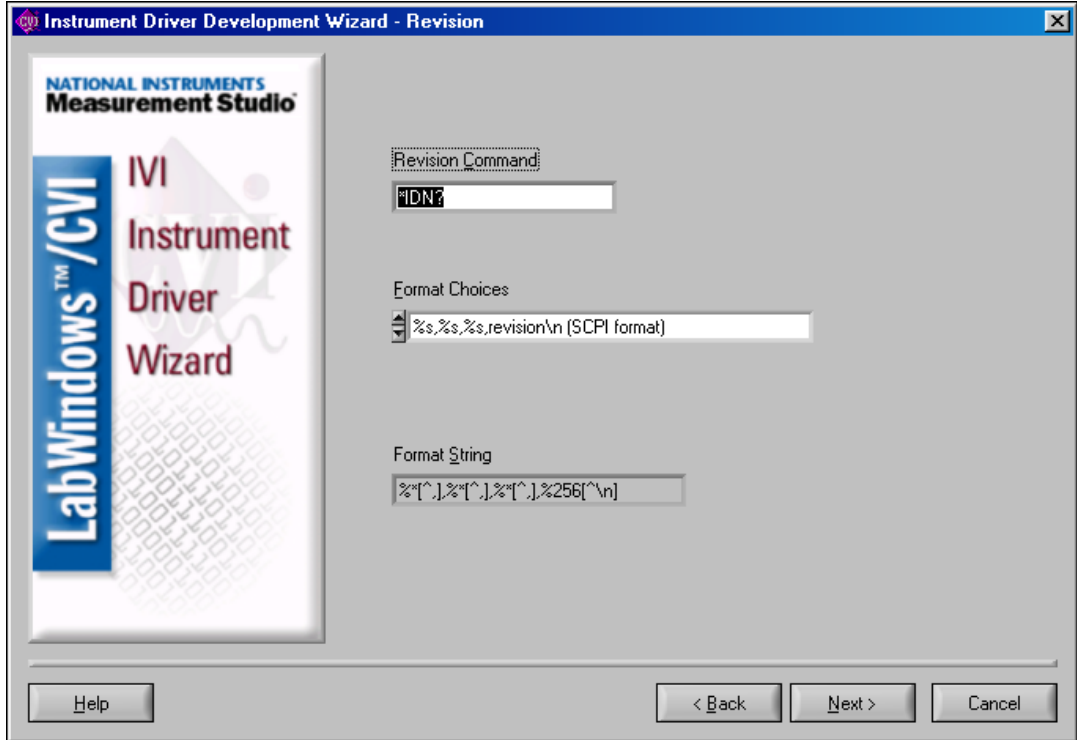 Instrument Driver Development Wizard - Revision
NATIONAL INSTRUMENTS
Measurement Studio
LabWindows™/CVI
IVI
Instrument
Driver
Wizard
Revision Command
*IDN?
Format Choices
%s,%s,%s,revision\n (SCPI format)
Format String
%*[^,],%*[^,],%*[^,],%256[^\n]
Help
< Back
Next >
Cancel